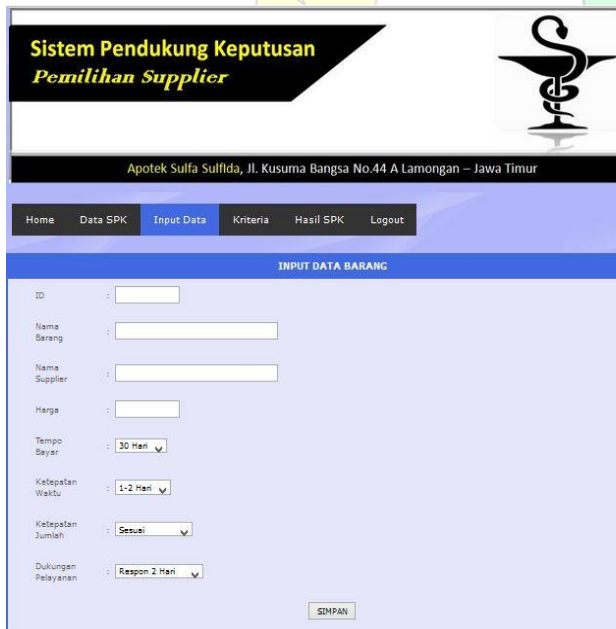 Sistem Pendukung Keputusan
Pemilihan Supplier
Apotek Sulfa Sulfida, Jl. Kusuma Bangsa No.44 A Lamongan – Jawa Timur
Home Data SPK Input Data Kriteria Hasil SPK Logout
INPUT DATA BARANG
ID :
Nama
Barang :
Nama
Supplier :
Harga :
Tempo
Bayar : 30 Hari
Ketepatan
Waktu : 1-2 Hari
Ketepatan
Jumlah : Sesuai
Dukungan
Pelayanan : Respon 2 Hari
SIMPAN